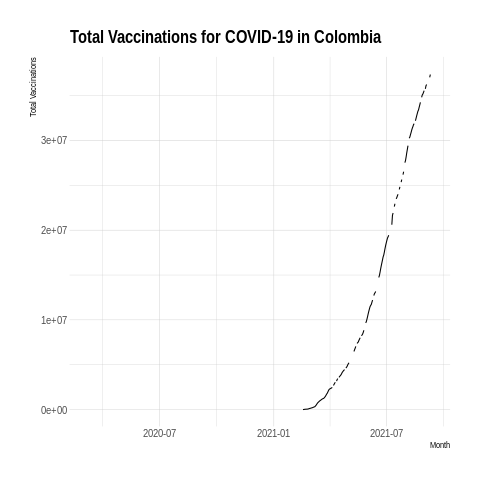 Total Vaccinations for COVID-19 in Colombia
Total Vaccinations
3e+07
2e+07
1e+07
0e+00
2020-07
2021-01
2021-07
Month